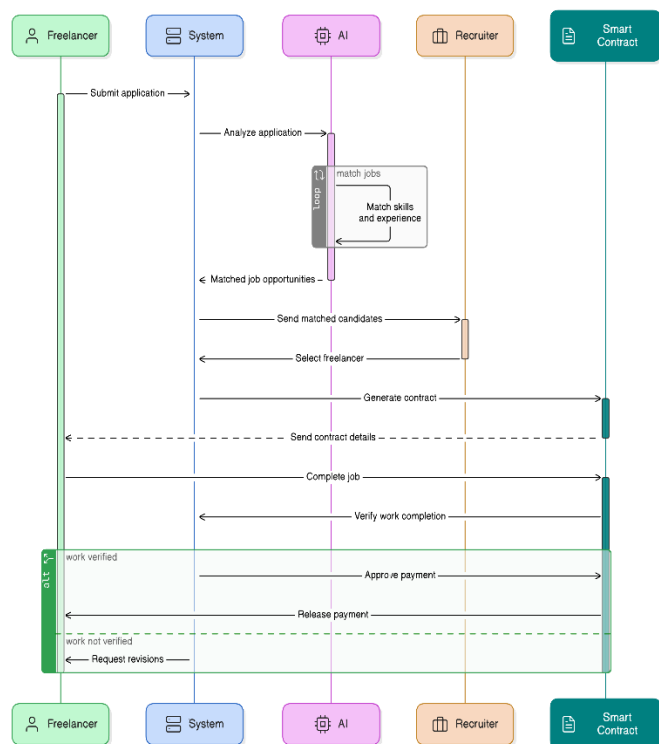 Freelancer
System
AI
Recruiter
Smart
Contract
Submit application
Analyze application
loop
match jobs
Match skills
and experience
Matched job opportunities
Send matched candidates
Select freelancer
Generate contract
Send contract details
Complete job
Verify work completion
alt
work verified
Approve payment
Release payment
work not verified
Request revisions
Freelancer
System
AI
Recruiter
Smart
Contract